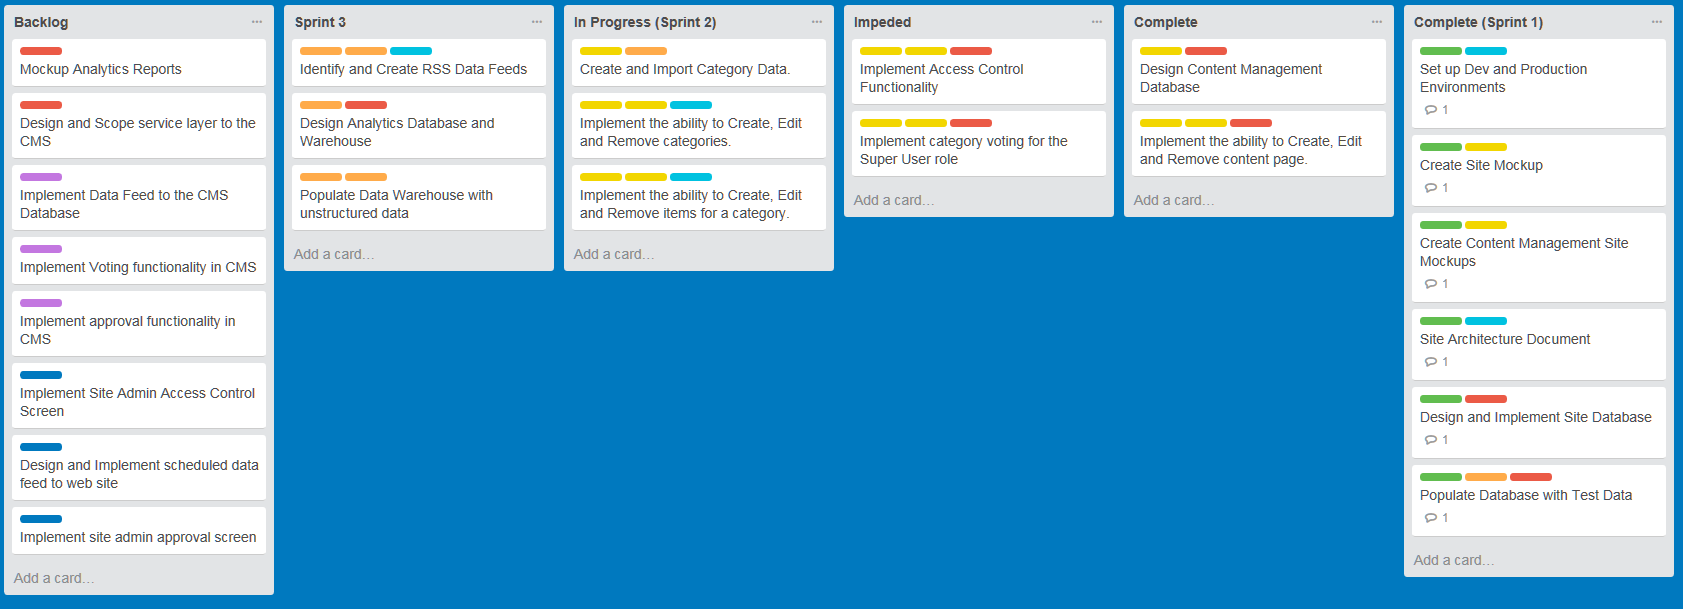 Backlog
Mockup Analytics Reports
Design and Scope service layer to the
CMS
Implement Data Feed to the CMS
Database
Implement Voting functionality in CMS
Implement approval functionality in
CMS
Implement Site Admin Access Control
Screen
Design and Implement scheduled data
feed to web site
Implement site admin approval screen
Add a card...
Sprint 3
Identify and Create RSS Data Feeds
Design Analytics Database and
Warehouse
Populate Data Warehouse with
unstructured data
Add a card...
In Progress (Sprint 2)
Create and Import Category Data.
Implement the ability to Create, Edit
and Remove categories.
Implement the ability to Create, Edit
and Remove items for a category.
Add a card...
Impeded
Implement Access Control
Functionality
Implement category voting for the
Super User role
Add a card...
Complete
Design Content Management
Database
Implement the ability to Create, Edit
and Remove content page.
Add a card...
Complete (Sprint 1)
Set up Dev and Production
Environments
1
Create Site Mockup
1
Create Content Management Site
Mockups
1
Site Architecture Document
1
Design and Implement Site Database
1
Populate Database with Test Data
1
Add a card...